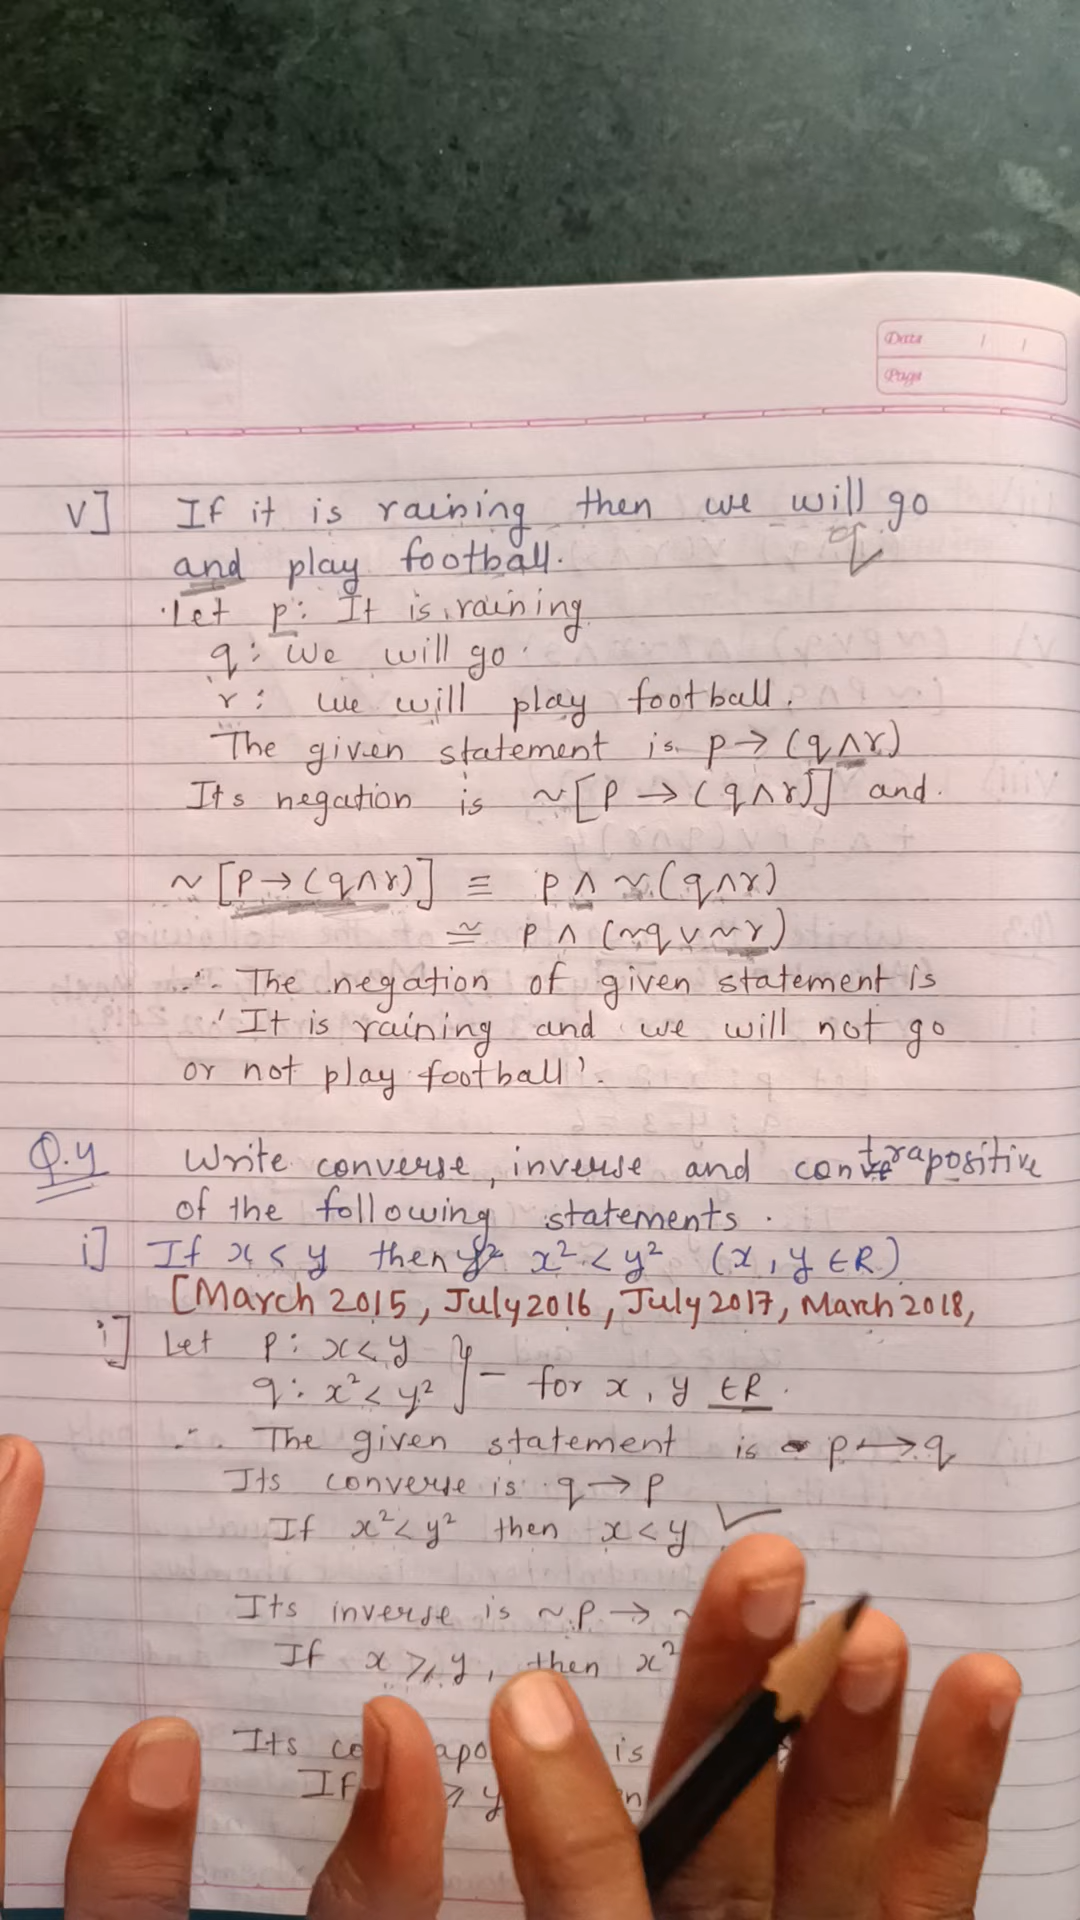 Date / /
Page
v] If it is raining then we will go
q
and play football.
Let p: It is raining
q: we will go.
r: we will play football.
The given statement is p → (q ∧ r)
Its negation is ~[p → (q ∧ r)] and.
~[p → (q ∧ r)] ≡ p ∧ ~(q ∧ r)
≅ p ∧ (~q ∨ ~r)
∴ The negation of given statement is
'It is raining and we will not go
or not play football'.
Q.4 Write converse, inverse and contrapositive
of the following statements.
i] If x < y then x² < y² (x, y ∈ R)
[March 2015, July 2016, July 2017, March 2018,
i] Let p: x < y
q: x² < y² } – for x, y ∈ R.
∴ The given statement is p → q
Its converse is q → p
If x² < y² then x < y
Its inverse is ~p → ~
If x ⩾ y, then x²
Its is
If ⩾ y